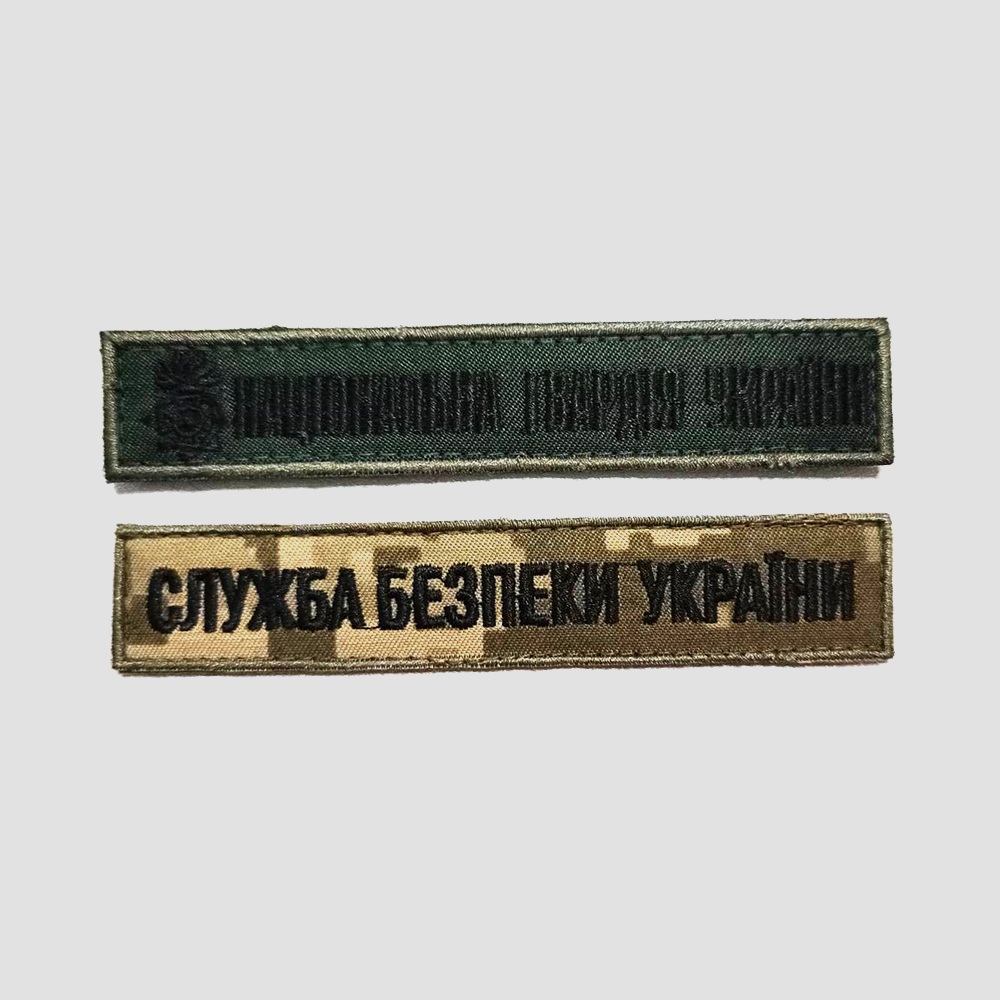 НАЦІОНАЛЬНА ГВАРДІЯ УКРАЇНИ
СЛУЖБА БЕЗПЕКИ УКРАЇНИ